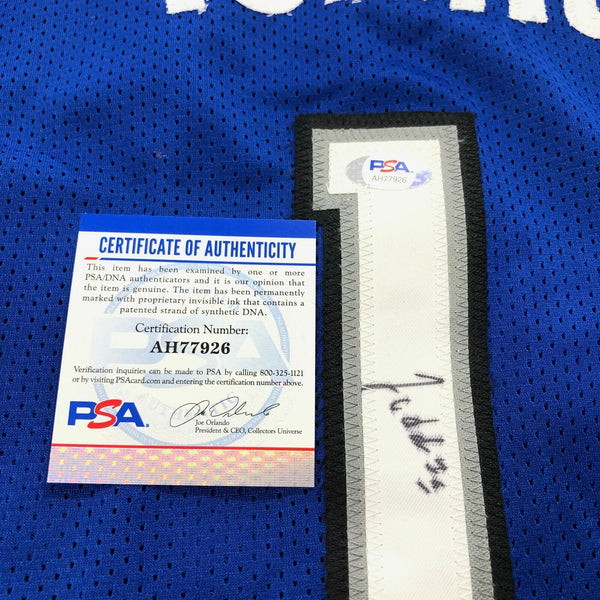 PSA
AH77926
1
CERTIFICATE OF AUTHENTICITY
This item has been examined by one or more
PSA/DNA authenticators and it is our opinion that
the item is genuine. The item has been permanently
marked with proprietary invisible ink that contains a
patented strand of synthetic DNA.
Certification Number:
AH77926
Verification inquiries can be made to PSA by calling 800-325-1121
or by visiting PSAcard.com and entering the certification number.
PSA
Joe Orlando
President & CEO, Collectors Universe